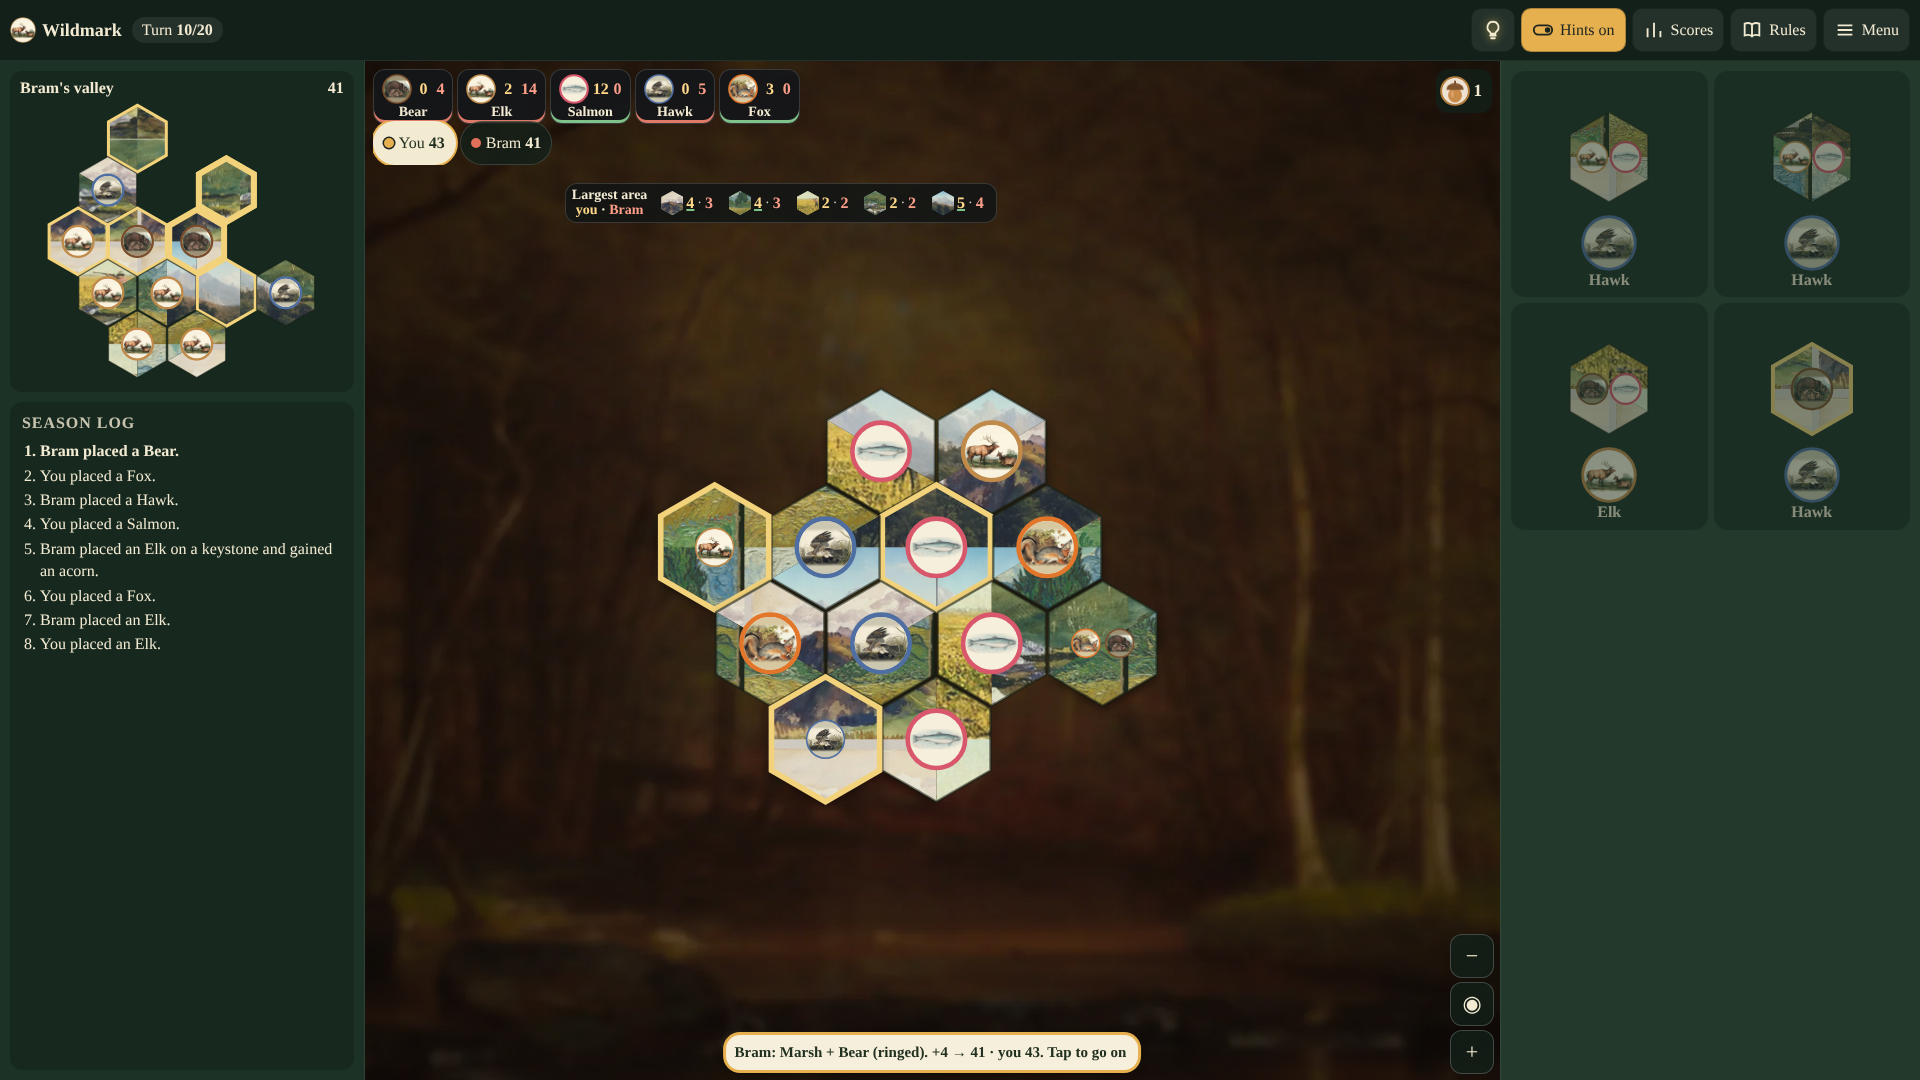 Wildmark
Turn 10/20
Hints on
Scores
Rules
Menu
Bram's valley
41
SEASON LOG
1. Bram placed a Bear.
2. You placed a Fox.
3. Bram placed a Hawk.
4. You placed a Salmon.
5. Bram placed an Elk on a keystone and gained
an acorn.
6. You placed a Fox.
7. Bram placed an Elk.
8. You placed an Elk.
0 4
Bear
2 14
Elk
12 0
Salmon
0 5
Hawk
3 0
Fox
You 43
Bram 41
1
Largest area
you · Bram
4 · 3
4 · 3
2 · 2
2 · 2
5 · 4
Hawk
Hawk
Elk
Hawk
−
+
Bram: Marsh + Bear (ringed). +4 → 41 · you 43. Tap to go on